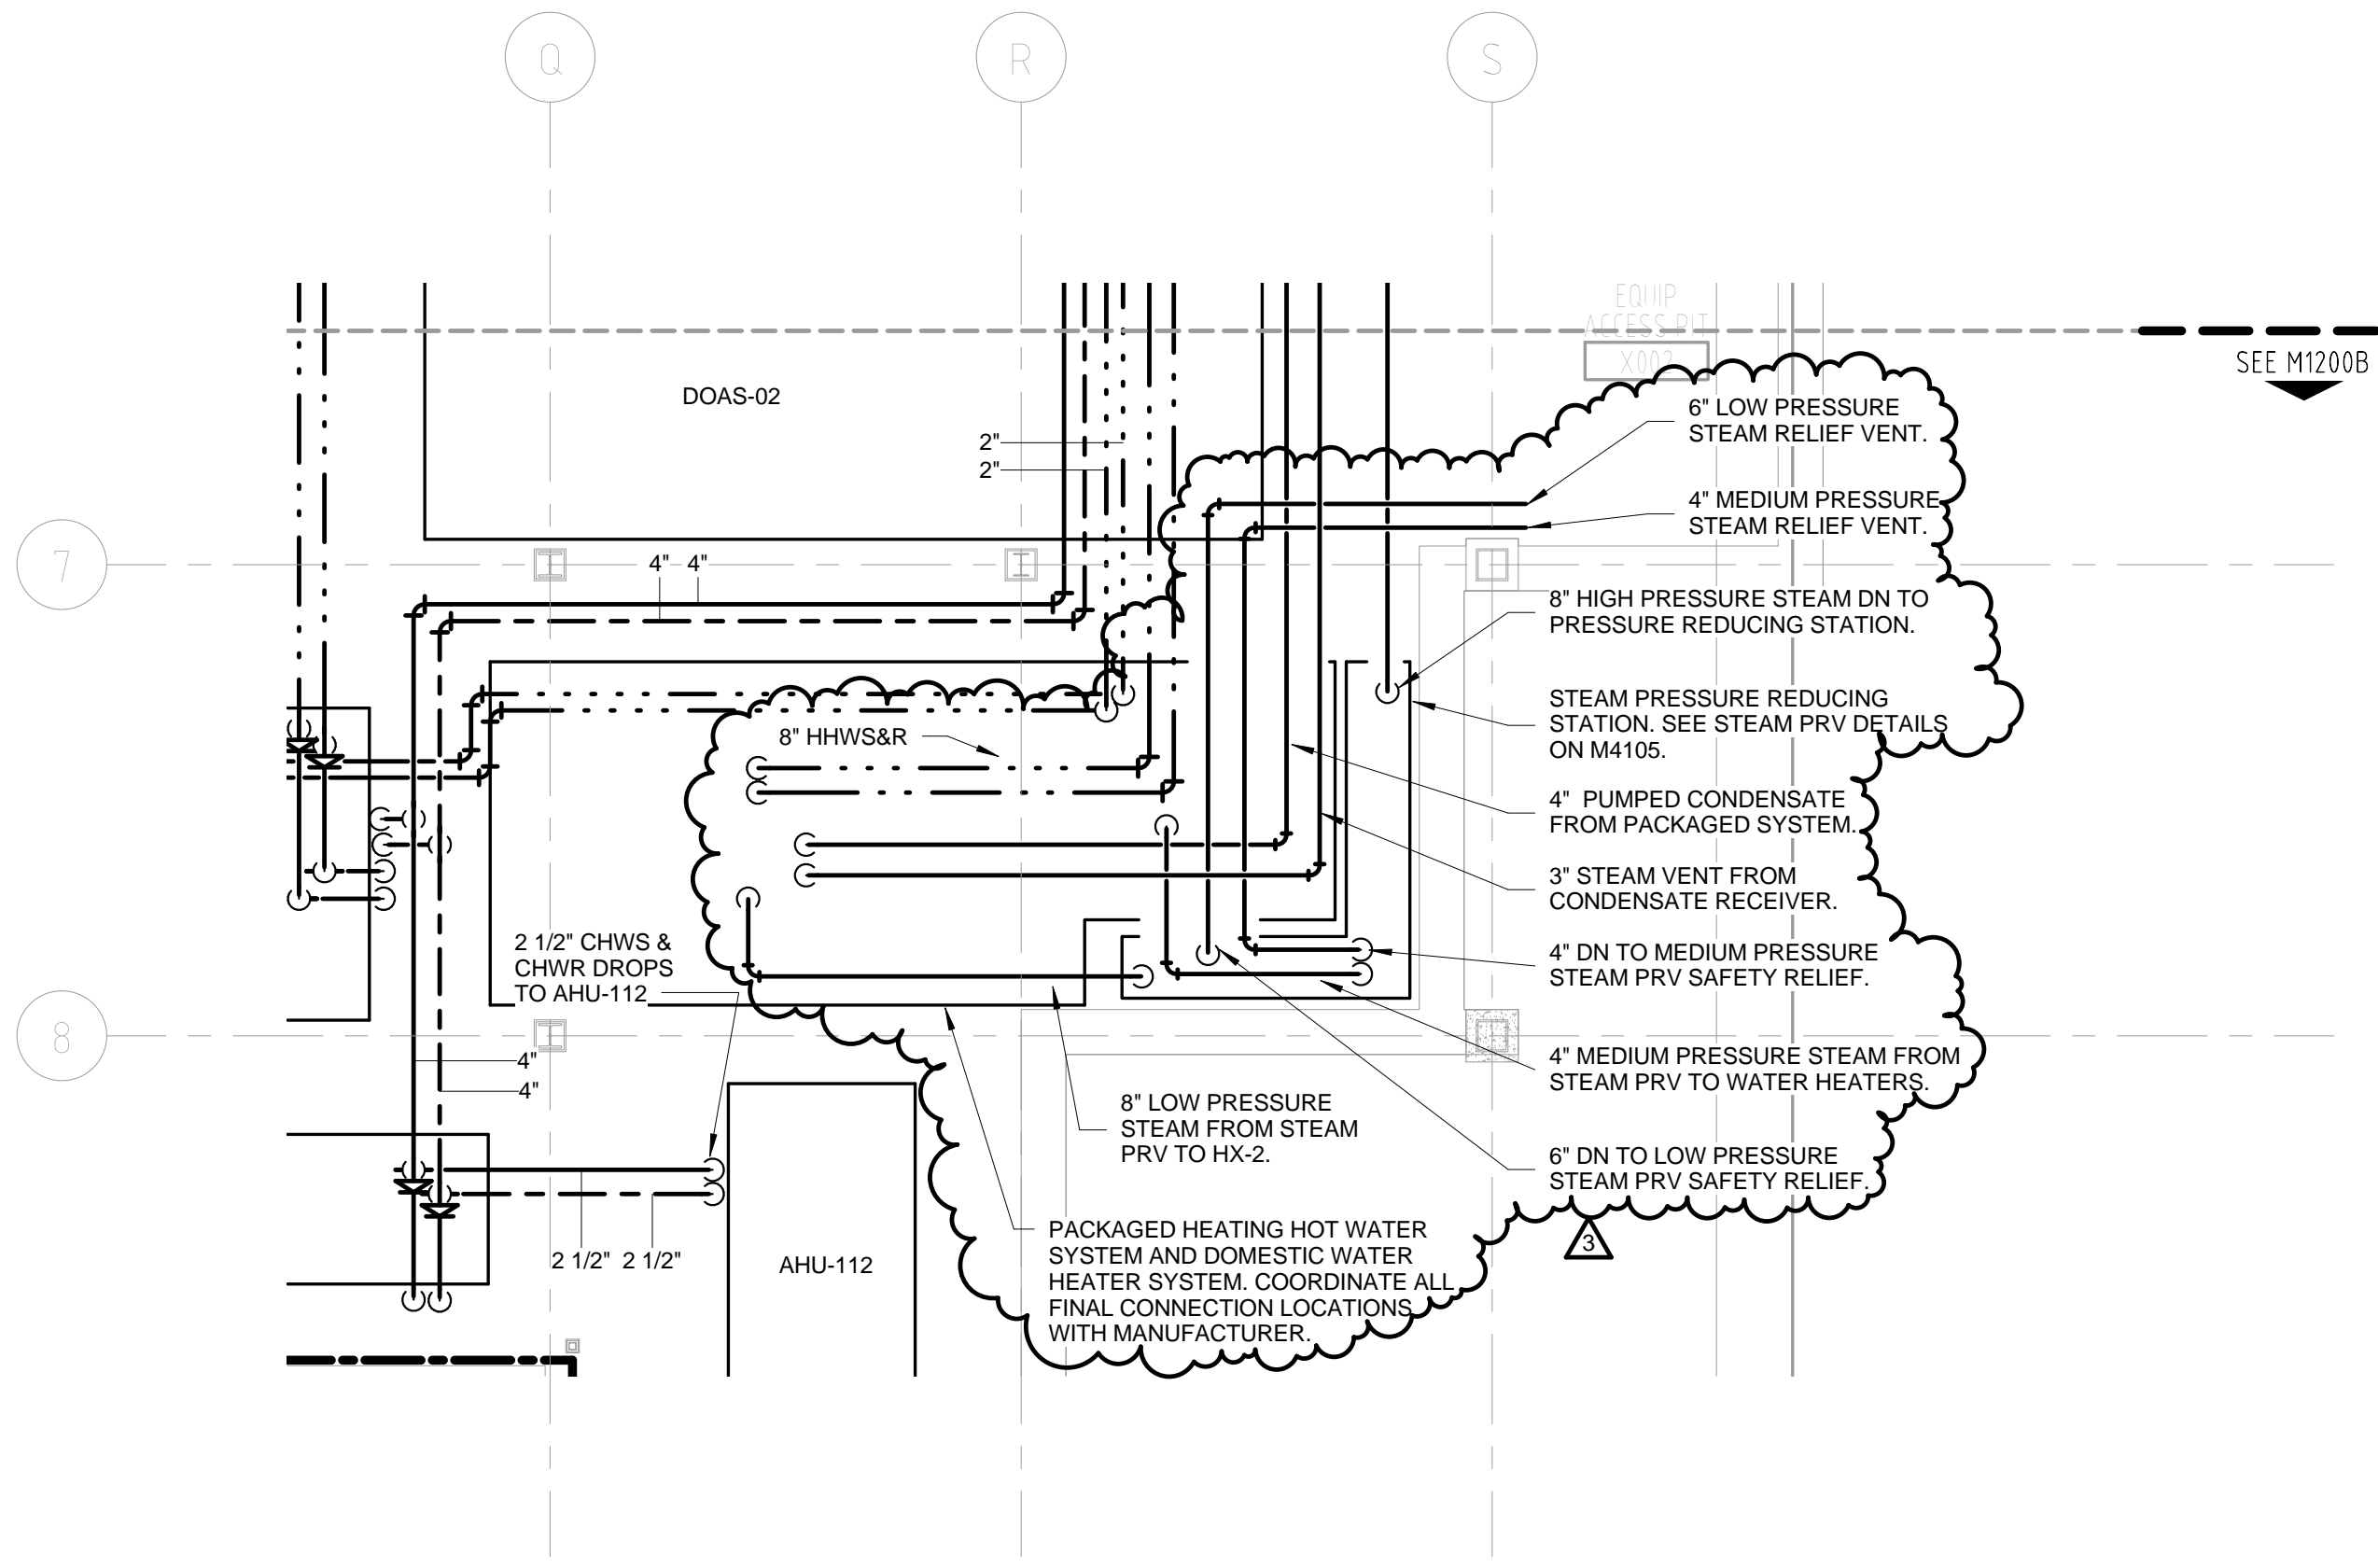 Q
R
S
EQUIP
ACCESS PIT
X002
SEE M1200B
DOAS-02
6" LOW PRESSURE
STEAM RELIEF VENT.
2"
2"
4" MEDIUM PRESSURE
STEAM RELIEF VENT.
7
4" 4"
8" HIGH PRESSURE STEAM DN TO
PRESSURE REDUCING STATION.
STEAM PRESSURE REDUCING
STATION. SEE STEAM PRV DETAILS
ON M4105.
8" HHWS&R
4" PUMPED CONDENSATE
FROM PACKAGED SYSTEM.
3" STEAM VENT FROM
CONDENSATE RECEIVER.
2 1/2" CHWS &
CHWR DROPS
TO AHU-112
4" DN TO MEDIUM PRESSURE
STEAM PRV SAFETY RELIEF.
8
4"
4"
4" MEDIUM PRESSURE STEAM FROM
STEAM PRV TO WATER HEATERS.
8" LOW PRESSURE
STEAM FROM STEAM
PRV TO HX-2.
6" DN TO LOW PRESSURE
STEAM PRV SAFETY RELIEF.
2 1/2" 2 1/2"
AHU-112
PACKAGED HEATING HOT WATER
SYSTEM AND DOMESTIC WATER
HEATER SYSTEM. COORDINATE ALL
FINAL CONNECTION LOCATIONS
WITH MANUFACTURER.
3